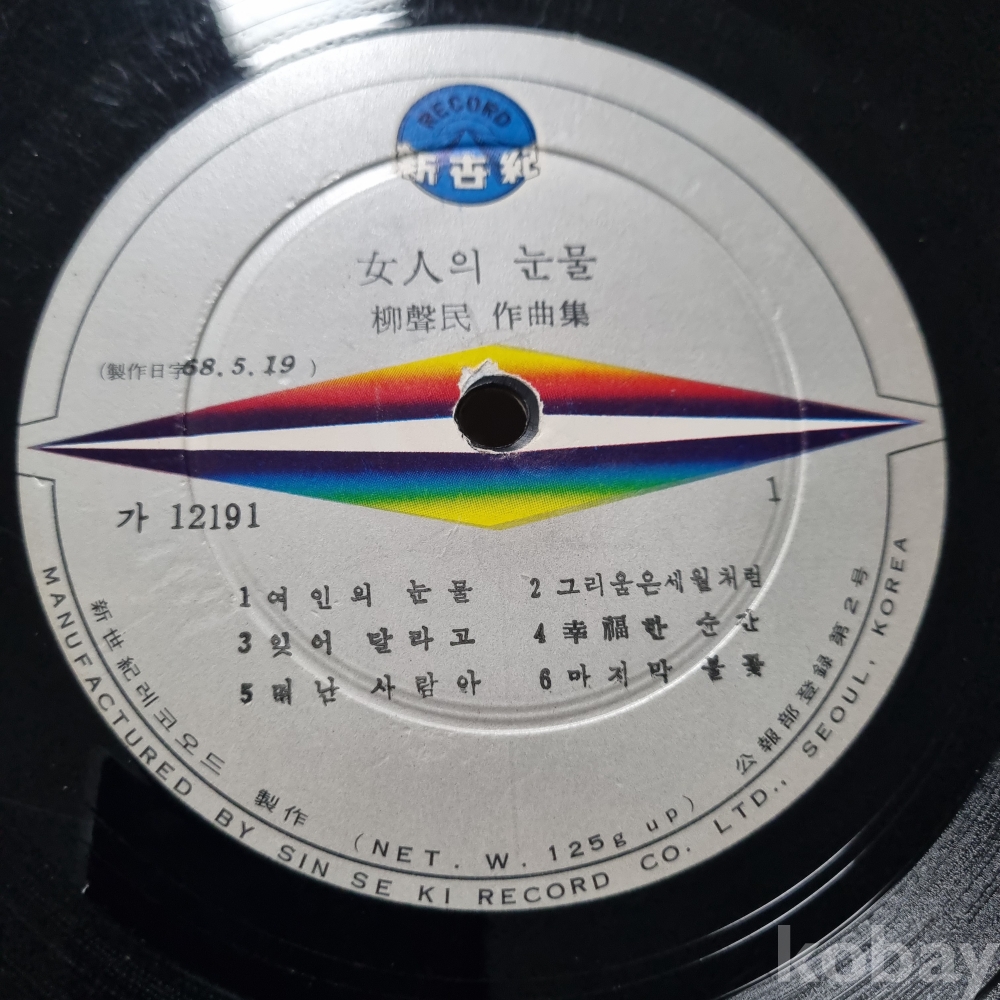 RECORD
新世紀
女人의 눈물
柳聲民 作曲集
(製作日字 68.5.19 )
가 12191
1
1 여인의 눈물
2 그리움은세월처럼
3 잊어 달라고
4 幸福한 순간
5 떠난 사람아
6 마지막 불꽃
新世紀레코오드 製作
(NET. W. 125g up)
公報部登録 第2号
MANUFACTURED BY SIN SE KI RECORD CO. LTD., SEOUL, KOREA
kobay